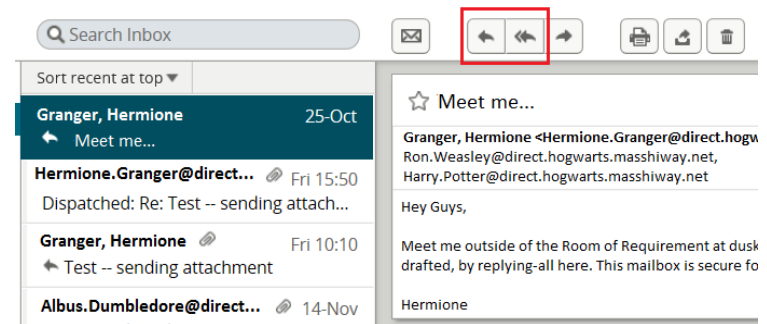 Search Inbox
Sort recent at top
Granger, Hermione 25-Oct
Meet me...
Hermione.Granger@direct... Fri 15:50
Dispatched: Re: Test -- sending attach...
Granger, Hermione Fri 10:10
Test -- sending attachment
Albus.Dumbledore@direct... 14-Nov
Meet me...
Granger, Hermione <Hermione.Granger@direct.hogw
Ron.Weasley@direct.hogwarts.masshiway.net,
Harry.Potter@direct.hogwarts.masshiway.net
Hey Guys,
Meet me outside of the Room of Requirement at dusk
drafted, by replying-all here. This mailbox is secure fo
Hermione